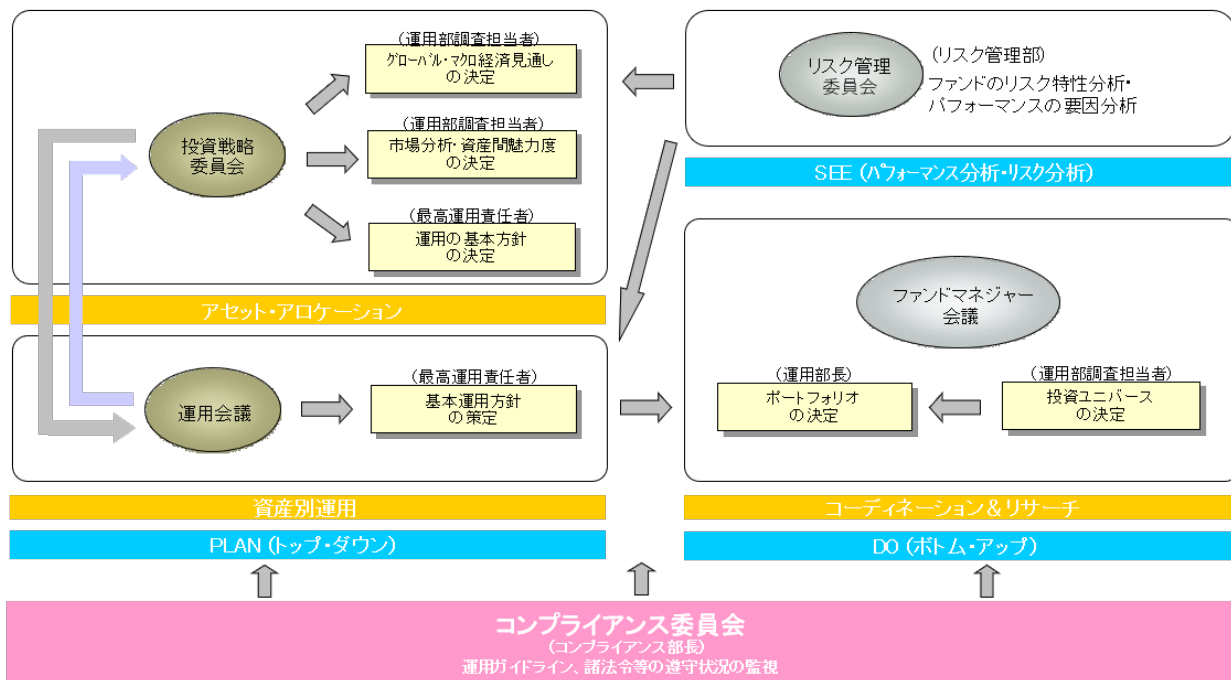 (運用部調査担当者)
グローバル・マクロ経済見通し
の決定
投資戦略
委員会
(運用部調査担当者)
市場分析・資産間魅力度
の決定
(最高運用責任者)
運用の基本方針
の決定
アセット・アロケーション
運用会議
(最高運用責任者)
基本運用方針
の策定
資産別運用
PLAN (トップ・ダウン)
リスク管理
委員会
(リスク管理部)
ファンドのリスク特性分析・
パフォーマンスの要因分析
SEE (パフォーマンス分析・リスク分析)
ファンドマネジャー
会議
(運用部長)
ポートフォリオ
の決定
(運用部調査担当者)
投資ユニバース
の決定
コーディネーション&リサーチ
DO (ボトム・アップ)
コンプライアンス委員会
(コンプライアンス部長)
運用ガイドライン、諸法令等の遵守状況の監視